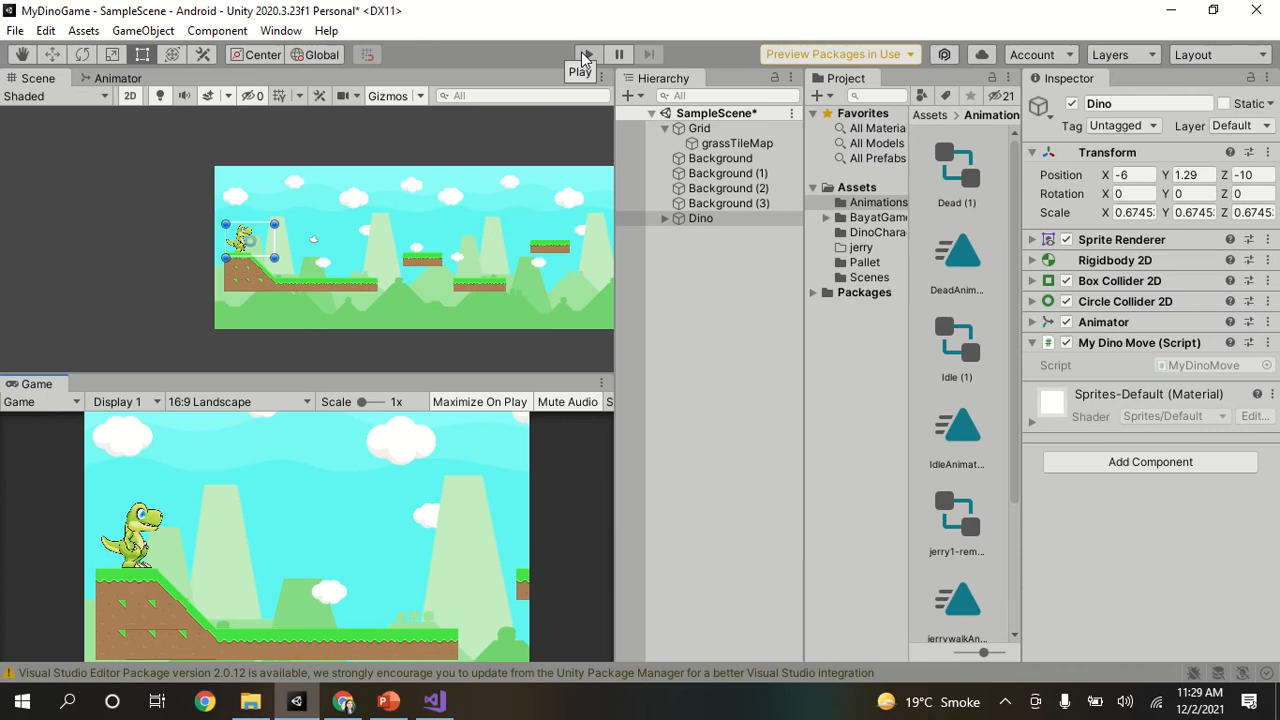 MyDinoGame - SampleScene - Android - Unity 2020.3.23f1 Personal* <DX11>
File Edit Assets GameObject Component Window Help
Center Global Preview Packages in Use Account Layers Layout
Play
Scene Animator
Shaded 2D 0 Gizmos All
Hierarchy
All
SampleScene*
Grid
grassTileMap
Background
Background (1)
Background (2)
Background (3)
Dino
Project
21
Favorites
All Materia
All Models
All Prefabs
Assets
Animations
BayatGam
DinoChara
jerry
Pallet
Scenes
Packages
Assets > Animation
Dead (1)
DeadAnim...
Idle (1)
IdleAnimat...
jerry1-rem...
jerrywalkAn...
Inspector
Dino Static
Tag Untagged Layer Default
Transform
Position X -6 Y 1.29 Z -10
Rotation X 0 Y 0 Z 0
Scale X 0.6745 Y 0.6745 Z 0.6745
Sprite Renderer
Rigidbody 2D
Box Collider 2D
Circle Collider 2D
Animator
My Dino Move (Script)
Script MyDinoMove
Sprites-Default (Material)
Shader Sprites/Default Edit...
Add Component
Game
Game Display 1 16:9 Landscape Scale 1x Maximize On Play Mute Audio S
Visual Studio Editor Package version 2.0.12 is available, we strongly encourage you to update from the Unity Package Manager for a better Visual Studio integration
19°C Smoke
11:29 AM
12/2/2021